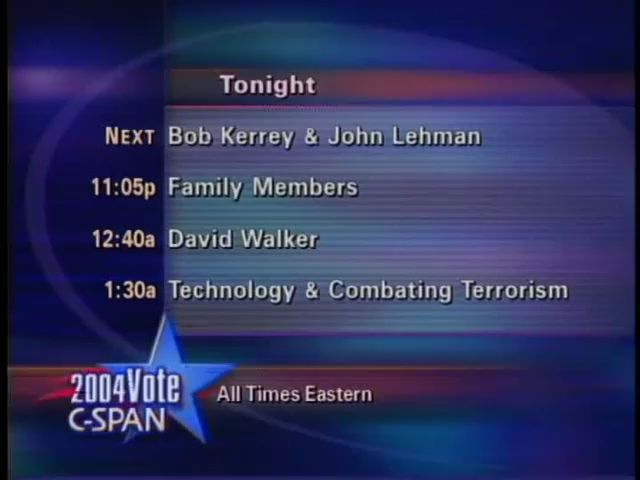 Tonight
NEXT Bob Kerrey & John Lehman
11:05p Family Members
12:40a David Walker
1:30a Technology & Combating Terrorism
2004Vote
C-SPAN
All Times Eastern